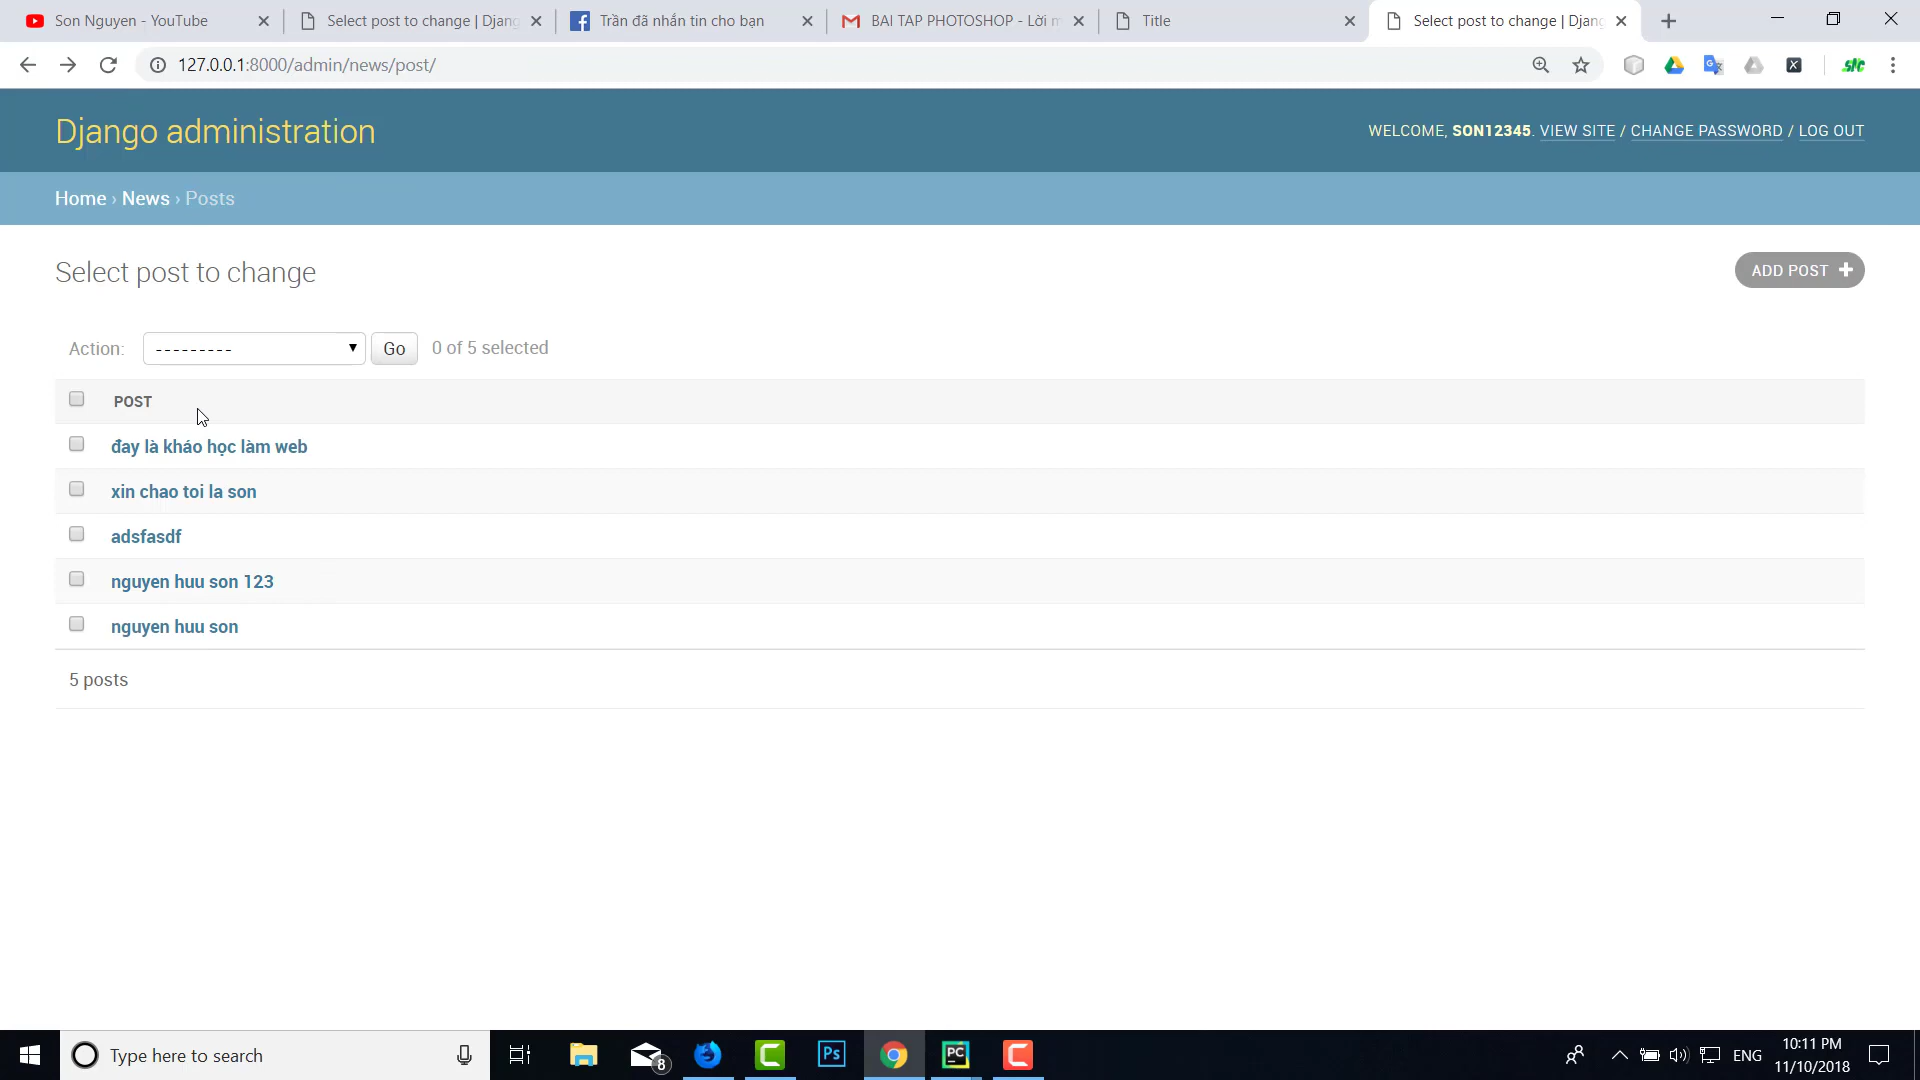 Son Nguyen - YouTube
Select post to change | Djang
Trần đã nhắn tin cho bạn
BAI TAP PHOTOSHOP - Lời m
Title
Select post to change | Djang
127.0.0.1:8000/admin/news/post/
Django administration
WELCOME, SON12345. VIEW SITE / CHANGE PASSWORD / LOG OUT
Home › News › Posts
Select post to change
ADD POST +
Action: --------- Go 0 of 5 selected
POST
đay là kháo học làm web
xin chao toi la son
adsfasdf
nguyen huu son 123
nguyen huu son
5 posts
Type here to search
8
Ps
PC
ENG
10:11 PM
11/10/2018